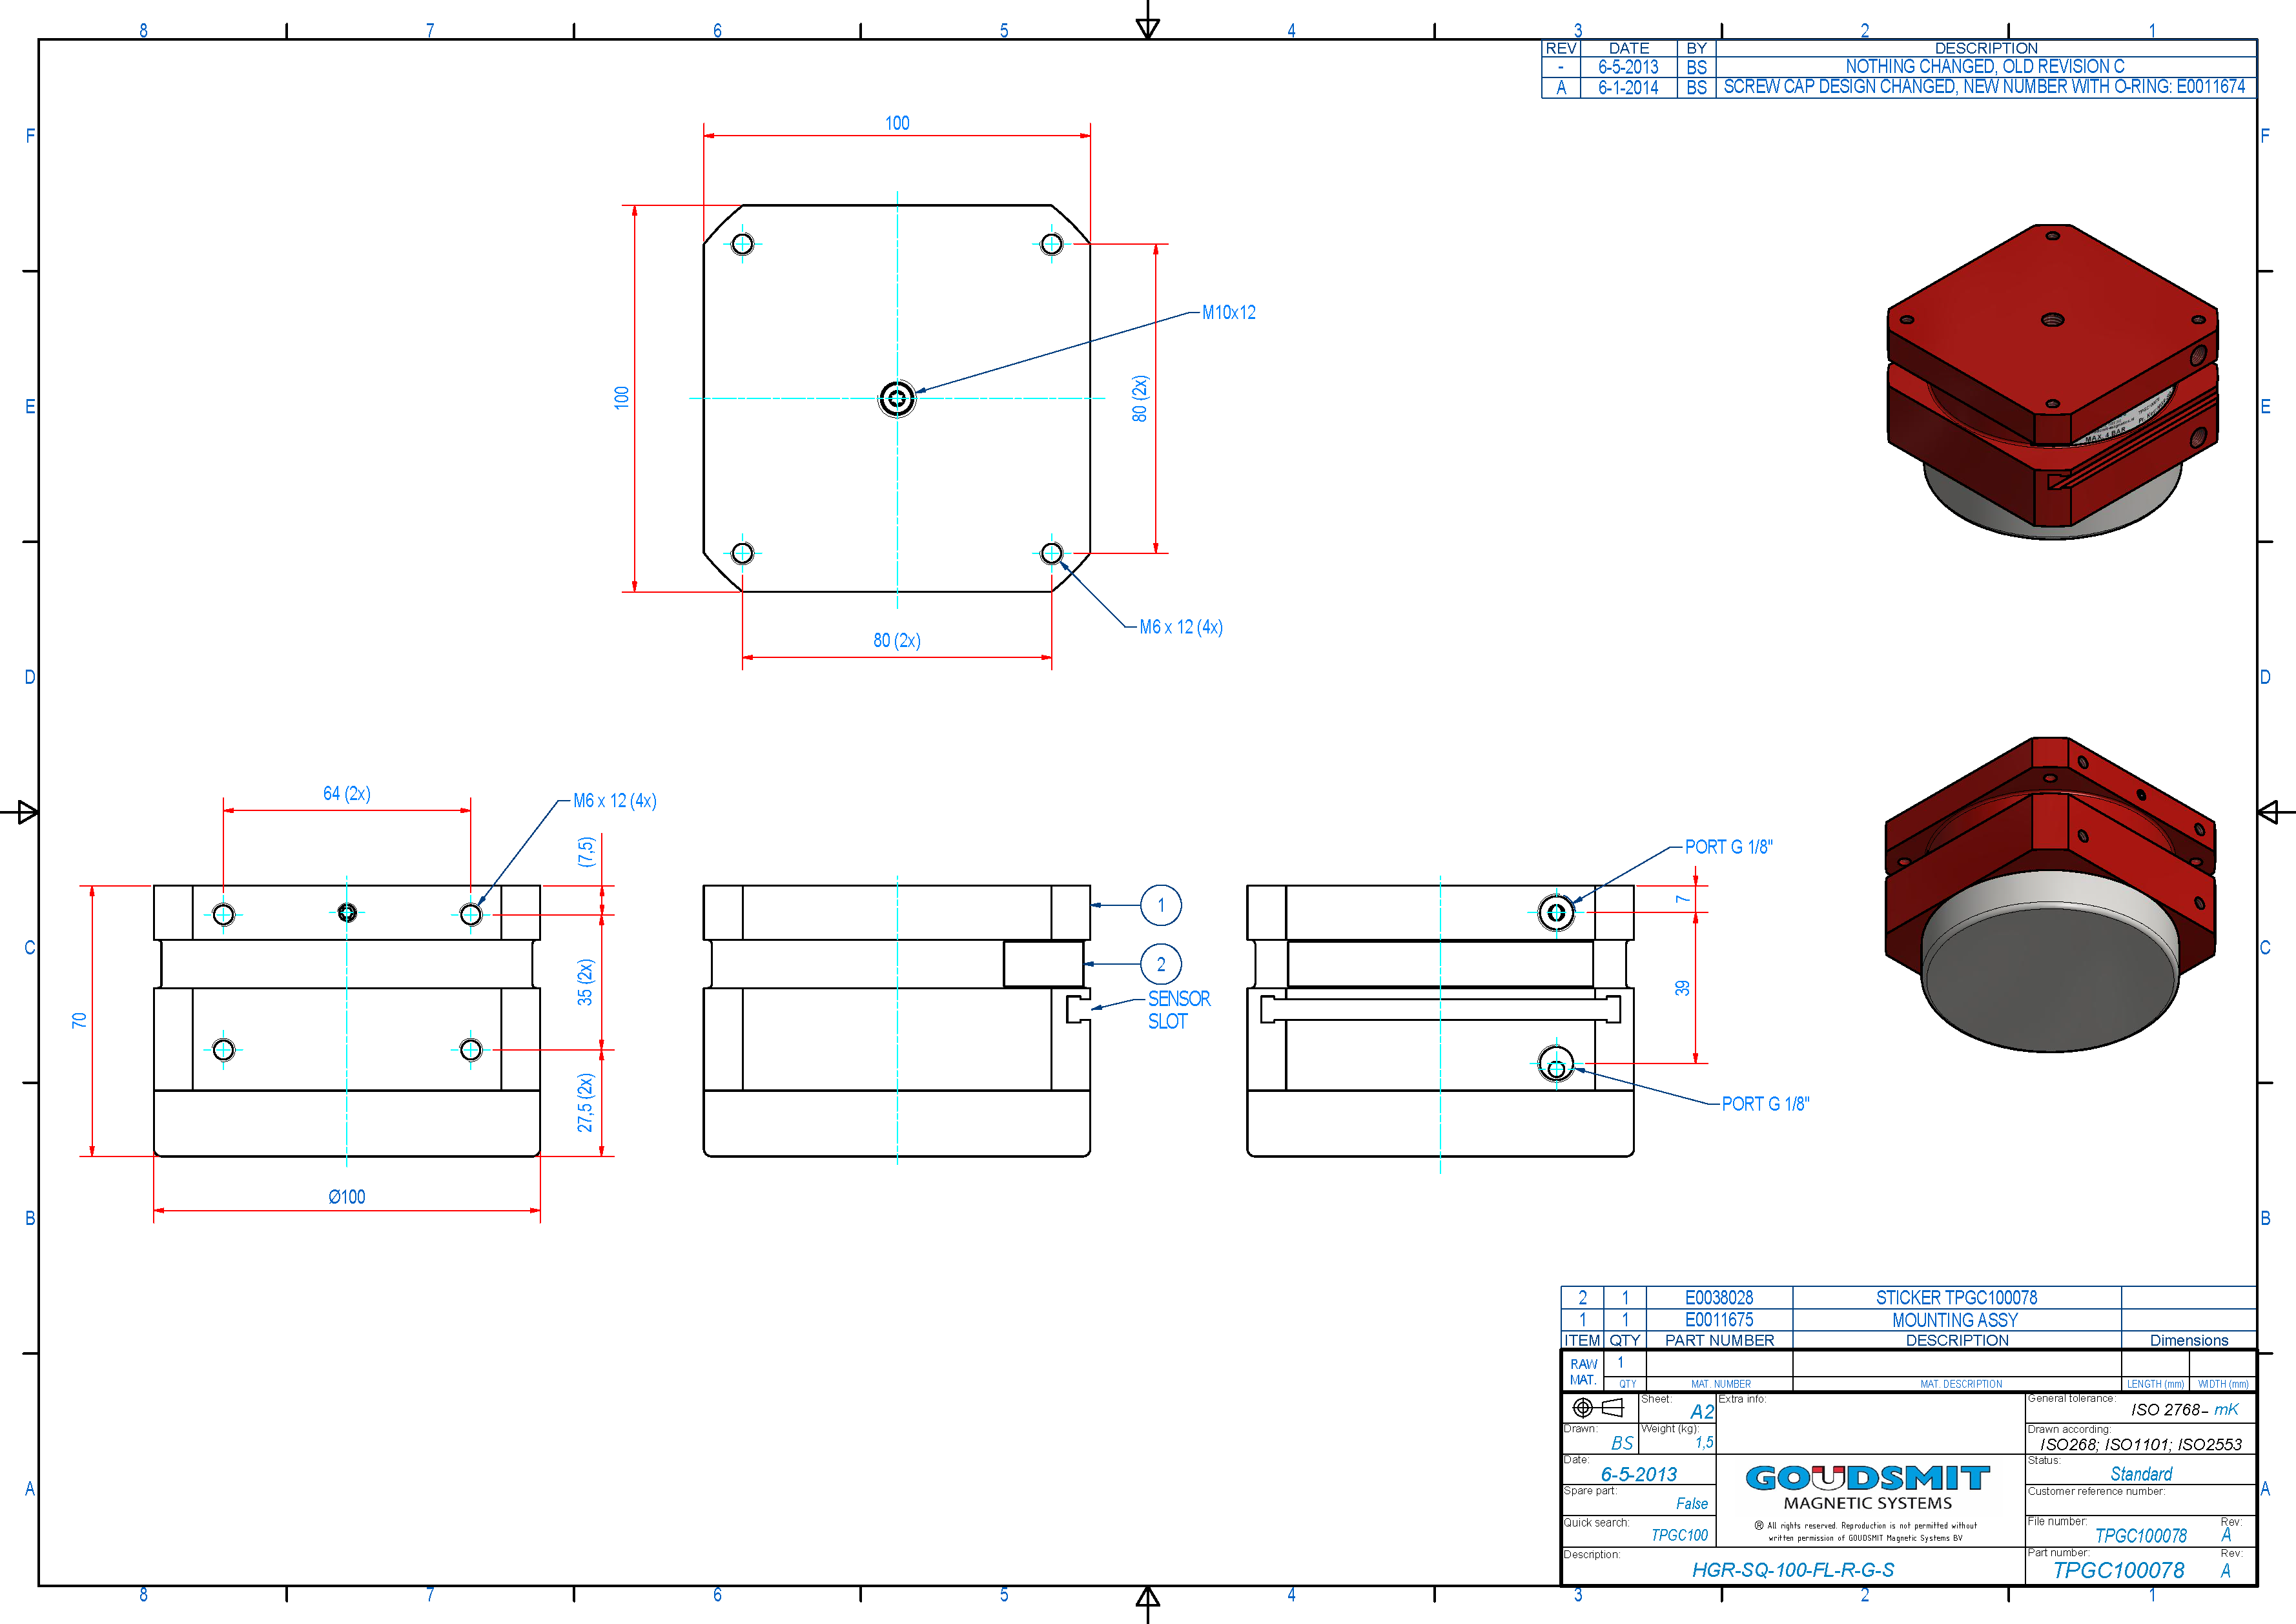 8 7 6 5 4 3 2 1
REV DATE BY DESCRIPTION
- 6-5-2013 BS NOTHING CHANGED, OLD REVISION C
A 6-1-2014 BS SCREW CAP DESIGN CHANGED, NEW NUMBER WITH O-RING: E0011674
F F
100
M10x12
100
80 (2x)
E E
MAX. 8 BAR
80 (2x)
M6 x 12 (4x)
D D
64 (2x)
M6 x 12 (4x)
(7,5)
35 (2x)
27,5 (2x)
70
Ø100
1
2
SENSOR
SLOT
PORT G 1/8"
7
39
PORT G 1/8"
C C
B B
2 1 E0038028 STICKER TPGC100078
1 1 E0011675 MOUNTING ASSY
ITEM QTY PART NUMBER DESCRIPTION Dimensions
RAW MAT. 1
QTY MAT. NUMBER MAT. DESCRIPTION LENGTH (mm) WIDTH (mm)
Sheet: A2
Extra info:
General tolerance: ISO 2768- mK
Drawn: BS
Weight (kg): 1,5
Drawn according: ISO268; ISO1101; ISO2553
Date: 6-5-2013
Status: Standard
Spare part: False
Customer reference number:
GOUDSMIT
MAGNETIC SYSTEMS
® All rights reserved. Reproduction is not permitted without
written permission of GOUDSMIT Magnetic Systems BV
Quick search: TPGC100
File number: TPGC100078 Rev: A
Description: HGR-SQ-100-FL-R-G-S
Part number: TPGC100078 Rev: A
A A
8 7 6 5 4 3 2 1